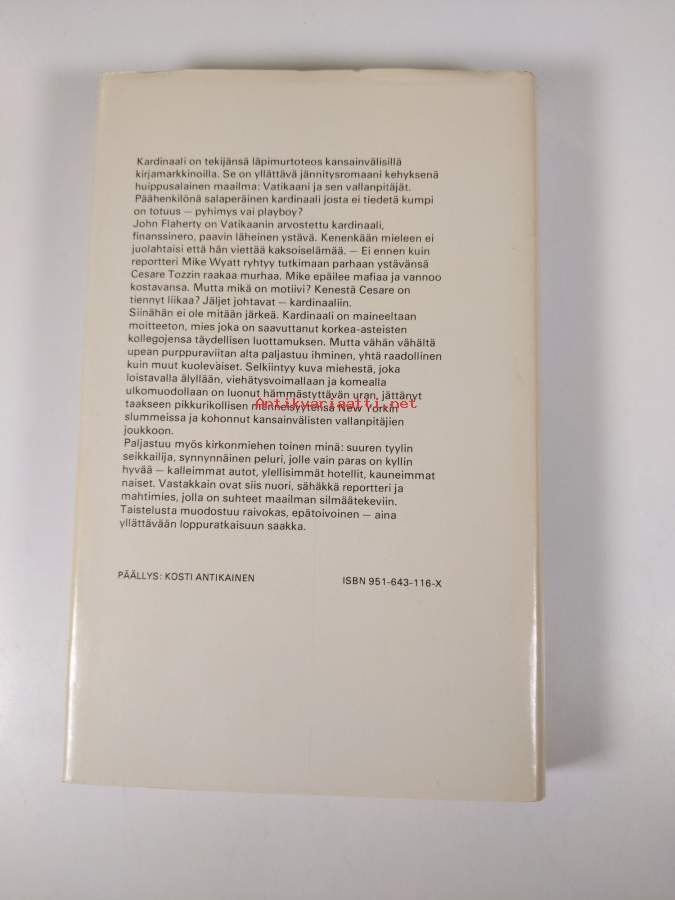 Kardinaali on tekijänsä läpimurtoteos kansainvälisillä
kirjamarkkinoilla. Se on yllättävä jännitysromaani kehyksenä
huippusalainen maailma: Vatikaani ja sen vallanpitäjät.
Päähenkilönä salaperäinen kardinaali josta ei tiedetä kumpi
on totuus — pyhimys vai playboy?
John Flaherty on Vatikaanin arvostettu kardinaali,
finanssinero, paavin läheinen ystävä. Kenenkään mieleen ei
juolahtaisi että hän viettää kaksoiselämää. — Ei ennen kuin
reportteri Mike Wyatt ryhtyy tutkimaan parhaan ystävänsä
Cesare Tozzin raakaa murhaa. Mike epäilee mafiaa ja vannoo
kostavansa. Mutta mikä on motiivi? Kenestä Cesare on
tiennyt liikaa? Jäljet johtavat — kardinaaliin.
Siinähän ei ole mitään järkeä. Kardinaali on maineeltaan
moitteeton, mies joka on saavuttanut korkea-asteisten
kollegojensa täydellisen luottamuksen. Mutta vähän vähältä
upean purppuraviitan alta paljastuu ihminen, yhtä raadollinen
kuin muut kuolevaiset. Selkiintyy kuva miehestä, joka
loistavalla älyllään, viehätysvoimallaan ja komealla
ulkomuodollaan on luonut hämmästyttävän uran, jättänyt
Antikvariaatti.net
taakseen pikkurikollisen menneisyytensä New Yorkin
slummeissa ja kohonnut kansainvälisten vallanpitäjien
joukkoon.
Paljastuu myös kirkonmiehen toinen minä: suuren tyylin
seikkailija, synnynnäinen peluri, jolle vain paras on kyllin
hyvää — kalleimmat autot, ylellisimmät hotellit, kauneimmat
naiset. Vastakkain ovat siis nuori, sähäkkä reportteri ja
mahtimies, jolla on suhteet maailman silmäätekeviin.
Taistelusta muodostuu raivokas, epätoivoinen — aina
yllättävään loppuratkaisuun saakka.
PÄÄLLYS: KOSTI ANTIKAINEN
ISBN 951-643-116-X